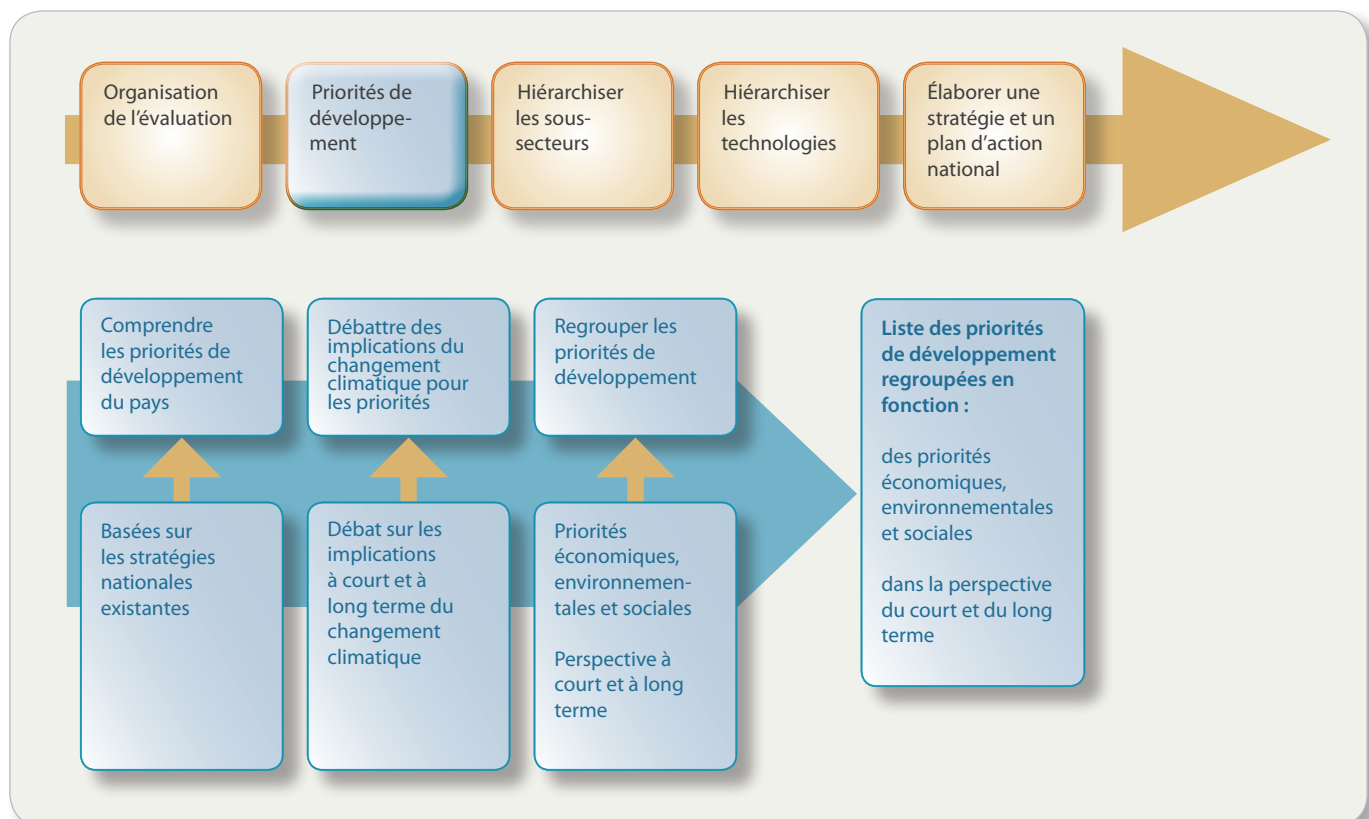 Organisation
de l’évaluation
Priorités de
développe-
ment
Hiérarchiser
les sous-
secteurs
Hiérarchiser
les
technologies
Élaborer une
stratégie et un
plan d’action
national
Comprendre
les priorités de
développement
du pays
Débattre des
implications du
changement
climatique pour
les priorités
Regrouper les
priorités de
développement
Basées sur
les stratégies
nationales
existantes
Débat sur les
implications
à court et à
long terme du
changement
climatique
Priorités
économiques,
environnemen-
tales et sociales
Perspective à
court et à long
terme
Liste des priorités
de développement
regroupées en
fonction :
des priorités
économiques,
environnementales
et sociales
dans la perspective
du court et du long
terme